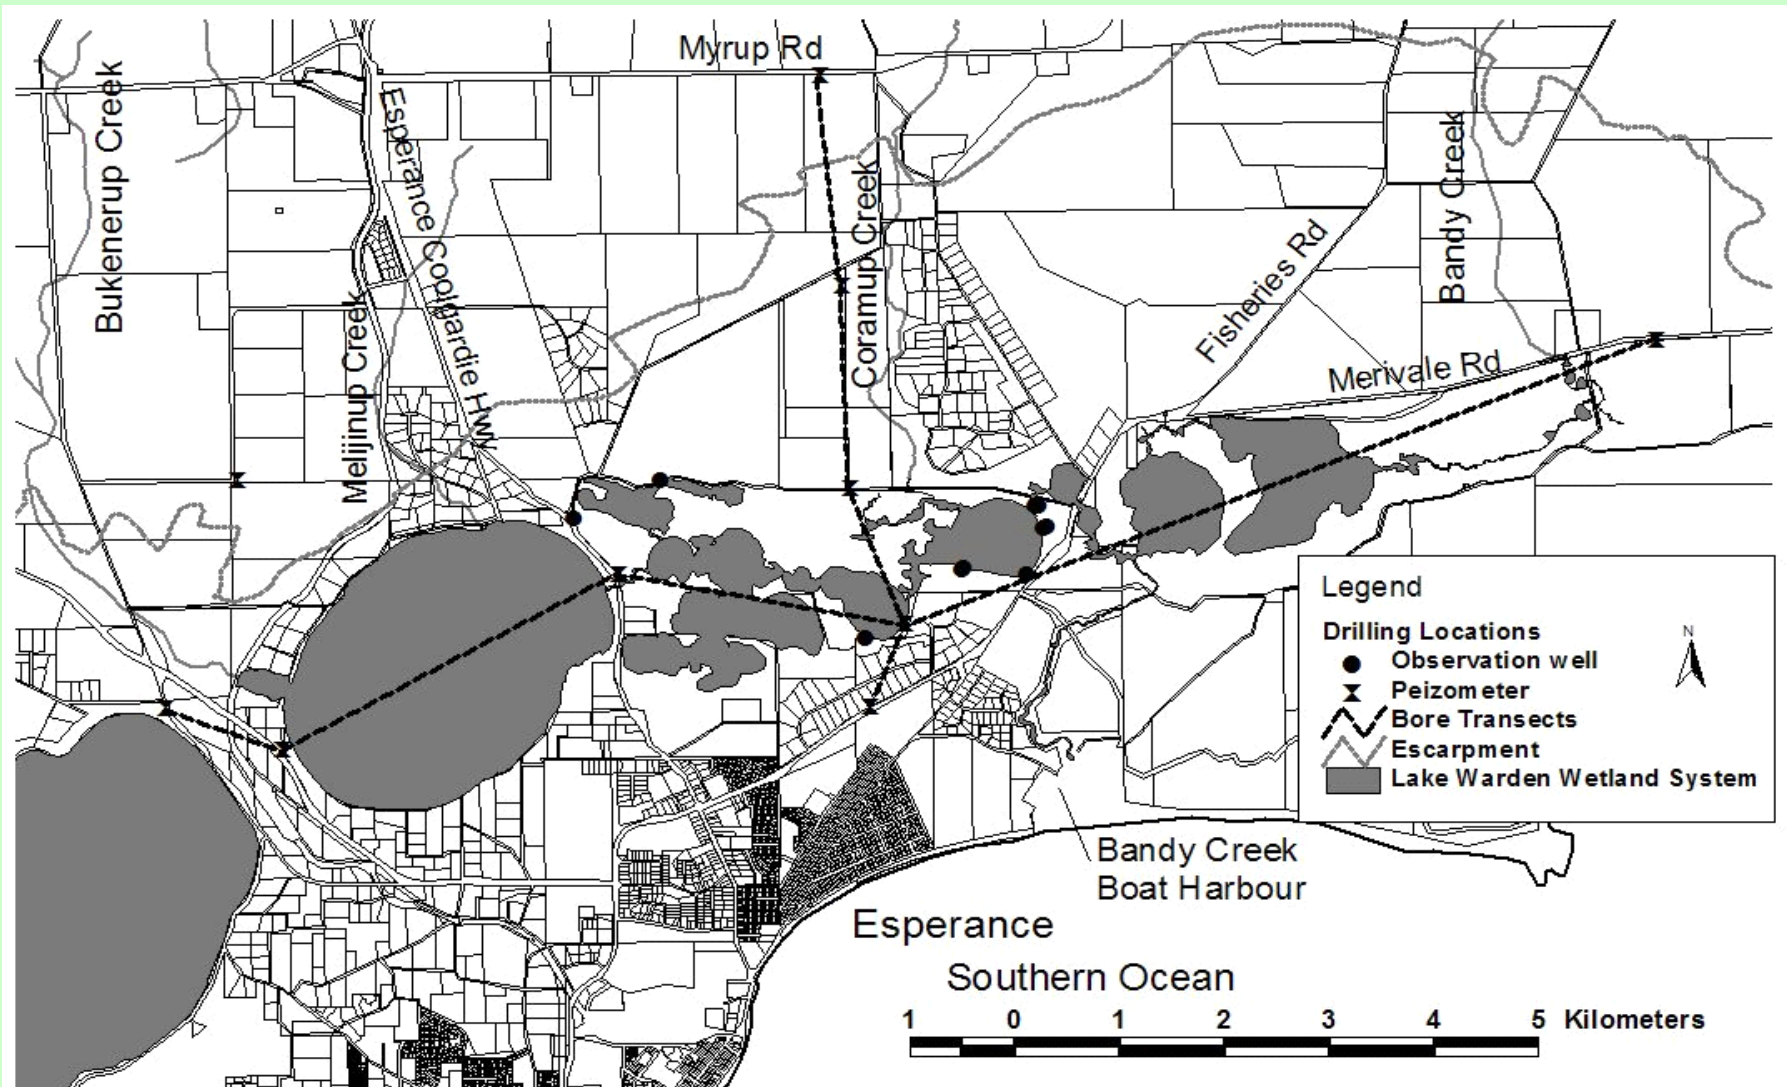 Myrup Rd
Bukenerup Creek
Esperance Coolgardie Hwy
Melijinup Creek
Coramup Creek
Fisheries Rd
Bandy Creek
Merivale Rd
Legend
Drilling Locations
Observation well
Peizometer
Bore Transects
Escarpment
Lake Warden Wetland System
N
Bandy Creek
Boat Harbour
Esperance
Southern Ocean
1 0 1 2 3 4 5 Kilometers